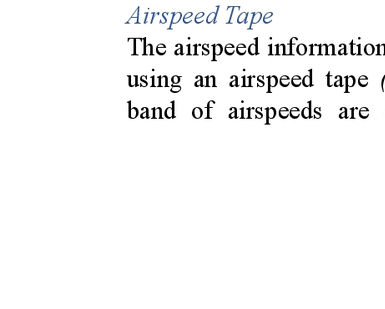 Airspeed Tape
The airspeed information
using an airspeed tape (
band of airspeeds are